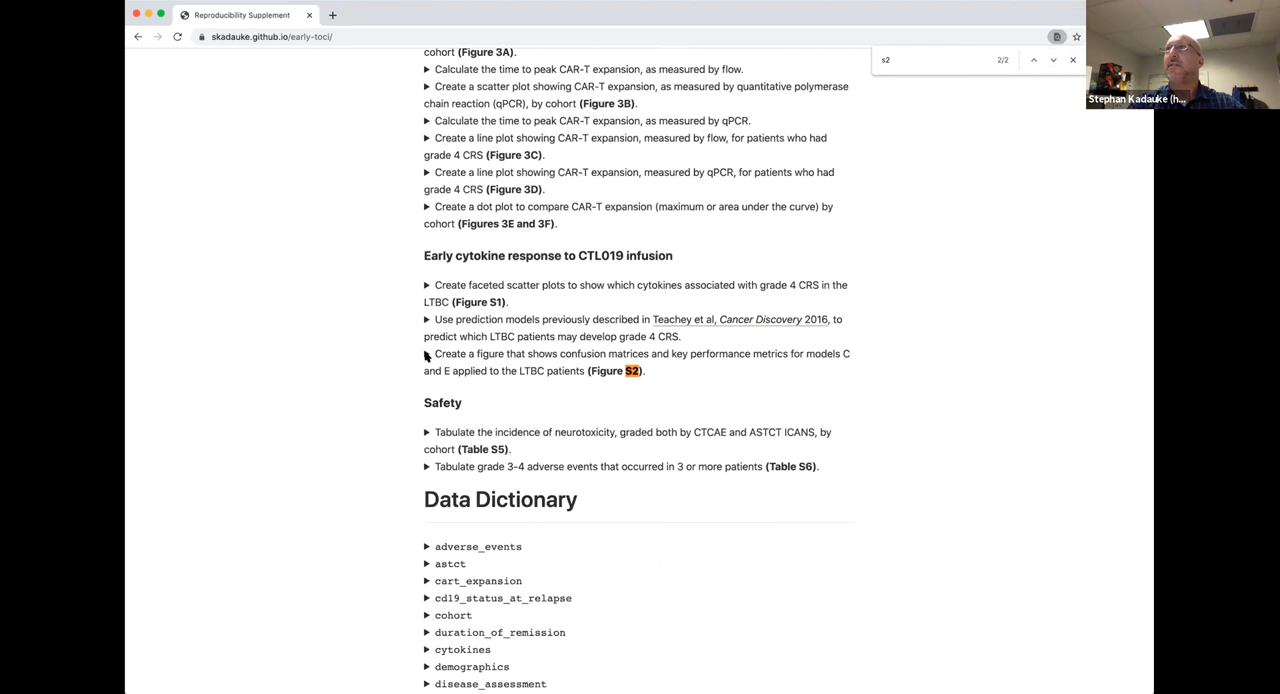 Reproducibility Supplement
skadauke.github.io/early-toci/
s2
2/2
Stephan Kadauke (h...
cohort (Figure 3A).
Calculate the time to peak CAR-T expansion, as measured by flow.
Create a scatter plot showing CAR-T expansion, as measured by quantitative polymerase
chain reaction (qPCR), by cohort (Figure 3B).
Calculate the time to peak CAR-T expansion, as measured by qPCR.
Create a line plot showing CAR-T expansion, measured by flow, for patients who had
grade 4 CRS (Figure 3C).
Create a line plot showing CAR-T expansion, measured by qPCR, for patients who had
grade 4 CRS (Figure 3D).
Create a dot plot to compare CAR-T expansion (maximum or area under the curve) by
cohort (Figures 3E and 3F).
Early cytokine response to CTL019 infusion
Create faceted scatter plots to show which cytokines associated with grade 4 CRS in the
LTBC (Figure S1).
Use prediction models previously described in Teachey et al, Cancer Discovery 2016, to
predict which LTBC patients may develop grade 4 CRS.
Create a figure that shows confusion matrices and key performance metrics for models C
and E applied to the LTBC patients (Figure S2).
Safety
Tabulate the incidence of neurotoxicity, graded both by CTCAE and ASTCT ICANS, by
cohort (Table S5).
Tabulate grade 3-4 adverse events that occurred in 3 or more patients (Table S6).
Data Dictionary
adverse_events
astct
cart_expansion
cd19_status_at_relapse
cohort
duration_of_remission
cytokines
demographics
disease_assessment